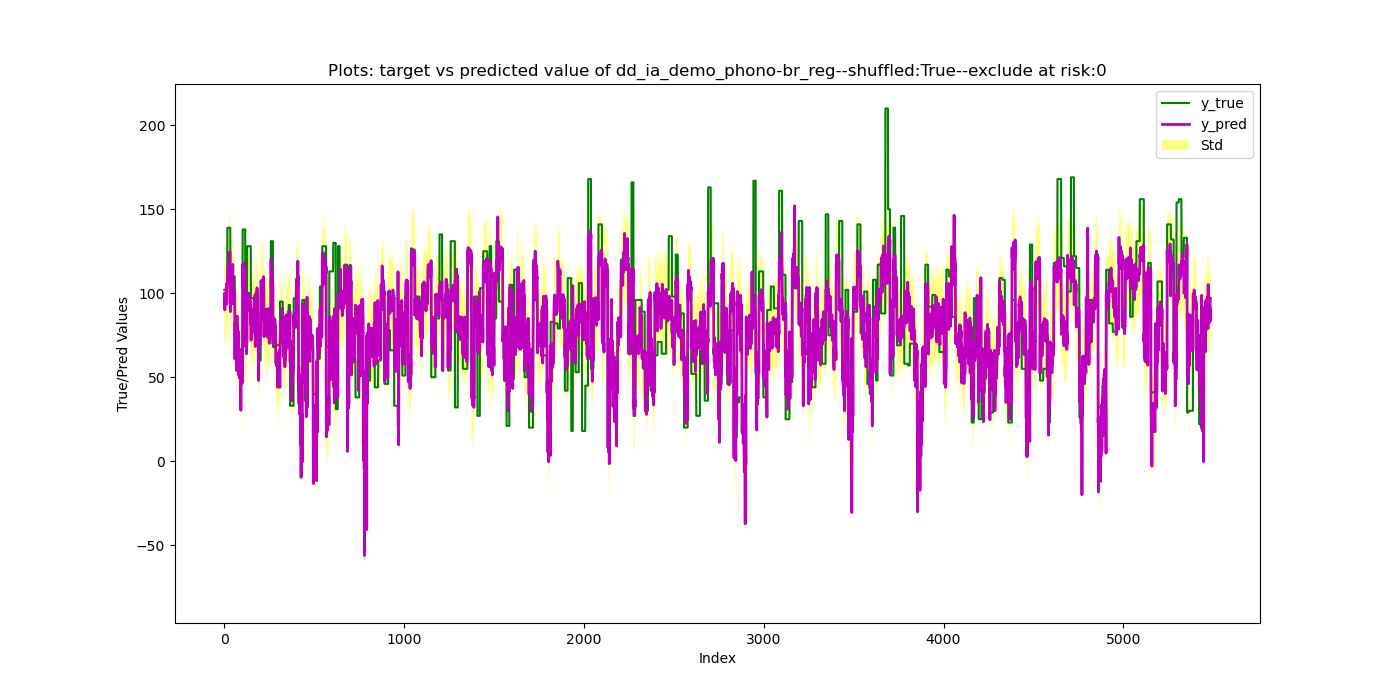 Plots: target vs predicted value of dd_ia_demo_phono-br_reg--shuffled:True--exclude at risk:0
y_true
y_pred
Std
True/Pred Values
200
150
100
50
0
−50
0
1000
2000
3000
4000
5000
Index